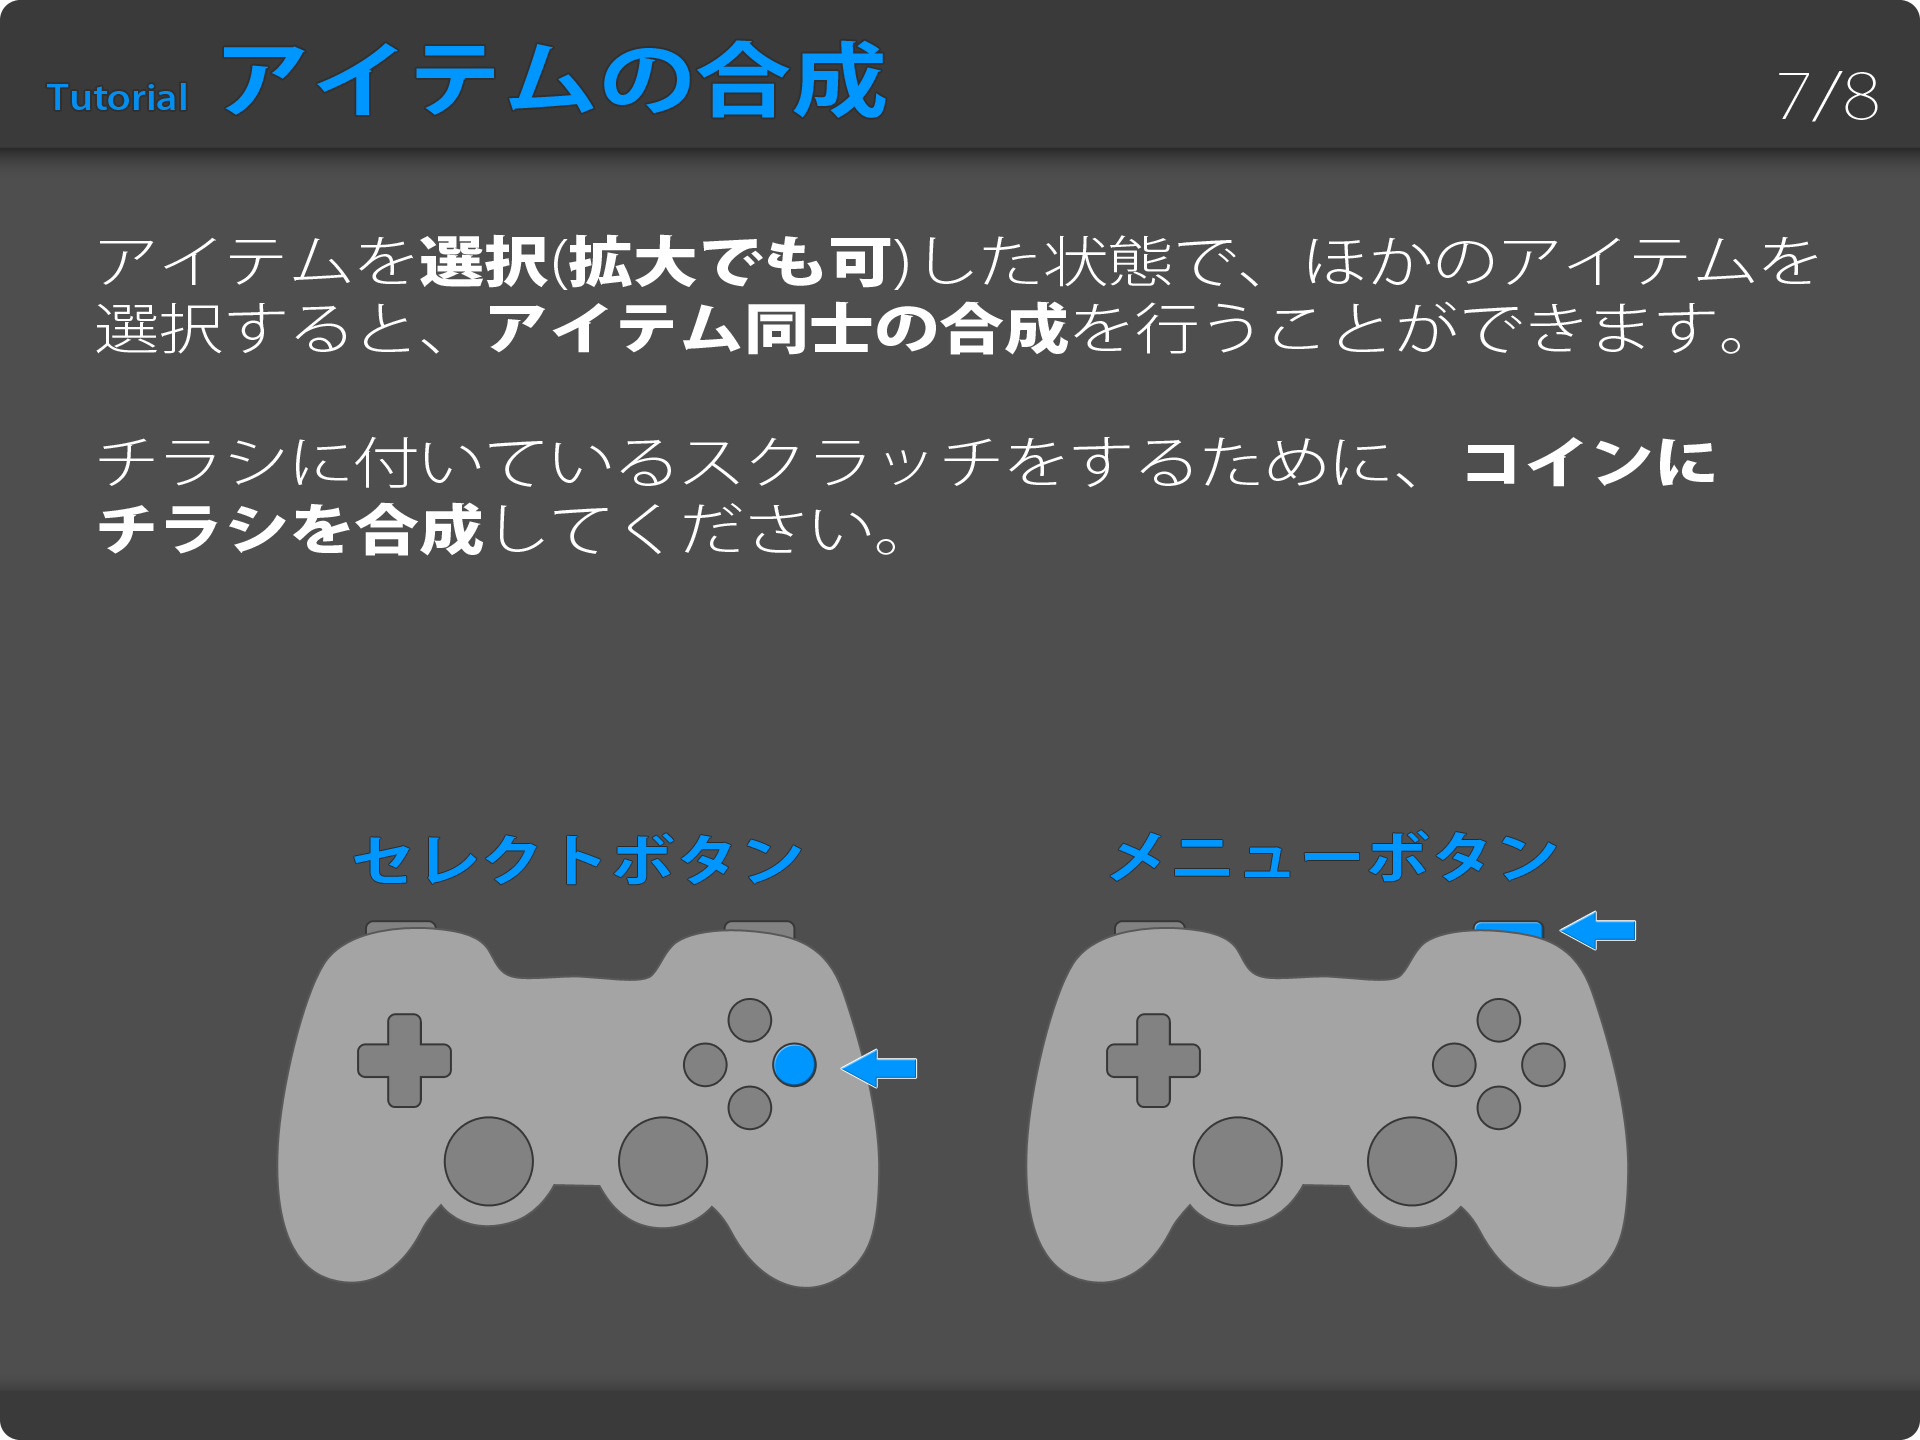 Tutorial アイテムの合成 7/8
アイテムを選択(拡大でも可)した状態で、ほかのアイテムを
選択すると、アイテム同士の合成を行うことができます。
チラシに付いているスクラッチをするために、コインに
チラシを合成してください。
セレクトボタン メニューボタン